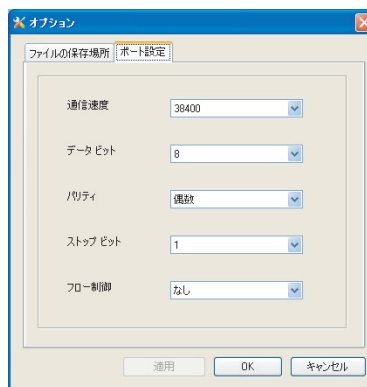 オプション
ファイルの保存場所 ポート設定
通信速度 38400
データ ビット 8
パリティ 偶数
ストップ ビット 1
フロー制御 なし
適用 OK キャンセル